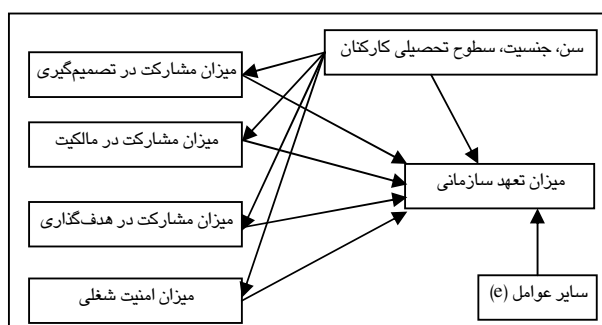 سن، جنسیت، سطوح تحصیلی کارکنان
میزان مشارکت در تصمیم‌گیری
میزان مشارکت در مالکیت
میزان تعهد سازمانی
میزان مشارکت در هدف‌گذاری
میزان امنیت شغلی
سایر عوامل (e)